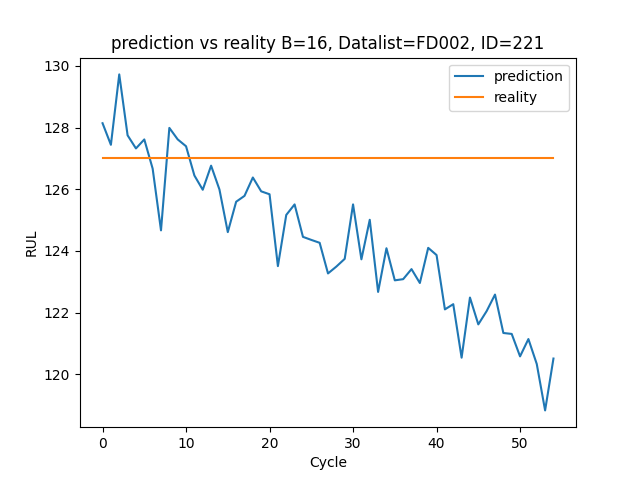 prediction vs reality B=16, Datalist=FD002, ID=221
prediction
reality
130
128
126
124
122
120
RUL
0
10
20
30
40
50
Cycle